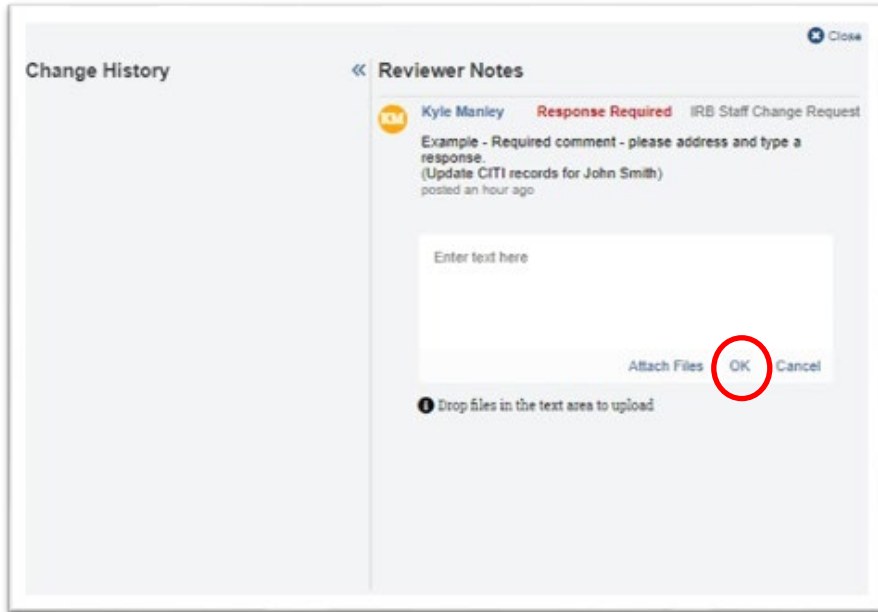 Close
Change History
« Reviewer Notes
KM Kyle Manley Response Required IRB Staff Change Request
Example - Required comment - please address and type a
response.
(Update CITI records for John Smith)
posted an hour ago
Enter text here
Attach Files OK Cancel
Drop files in the text area to upload